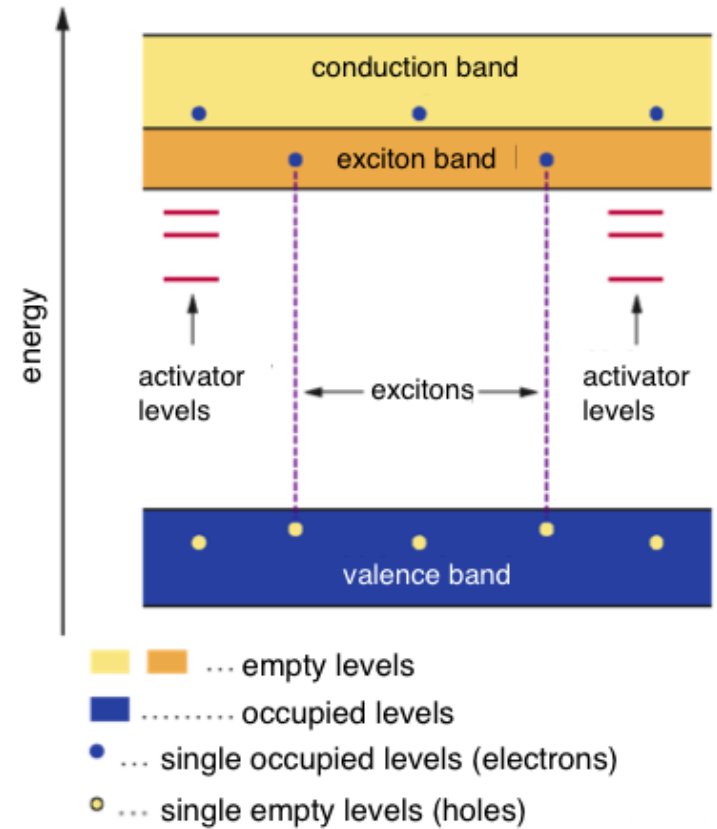 conduction band
exciton band
energy
activator
levels
excitons
activator
levels
valence band
... empty levels
......... occupied levels
... single occupied levels (electrons)
... single empty levels (holes)